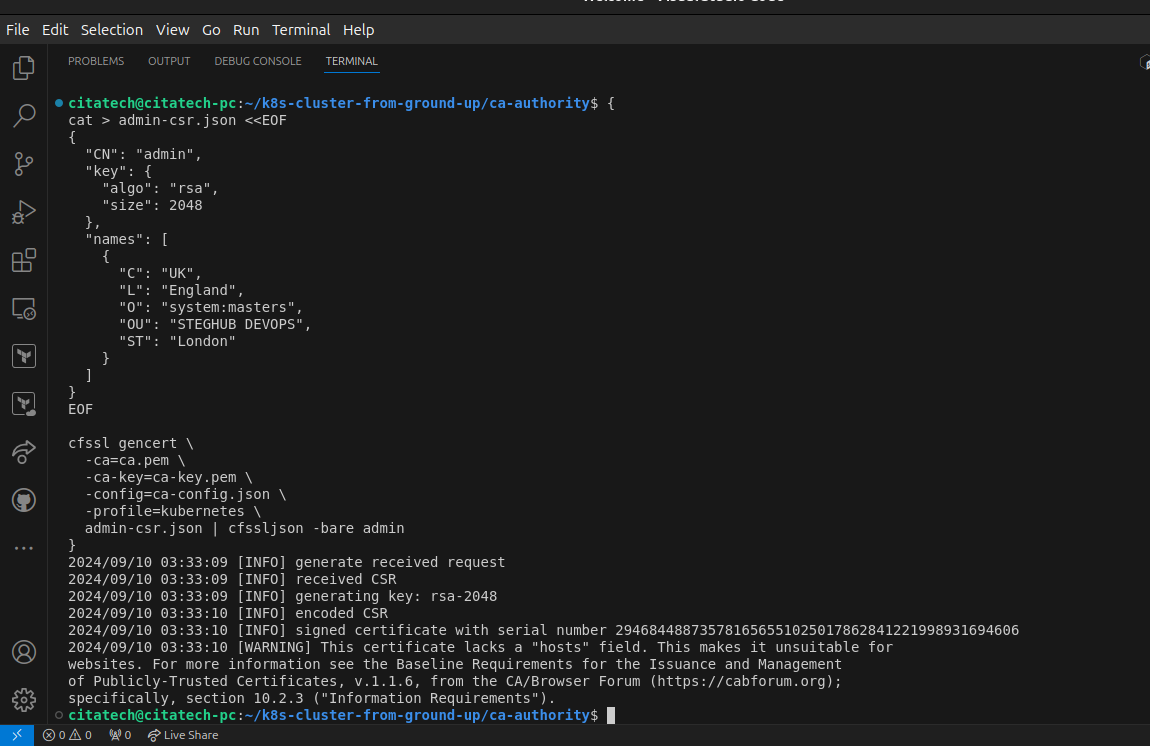 File Edit Selection View Go Run Terminal Help
PROBLEMS OUTPUT DEBUG CONSOLE TERMINAL
citatech@citatech-pc:~/k8s-cluster-from-ground-up/ca-authority$ {
cat > admin-csr.json <<EOF
{
  "CN": "admin",
  "key": {
    "algo": "rsa",
    "size": 2048
  },
  "names": [
    {
      "C": "UK",
      "L": "England",
      "O": "system:masters",
      "OU": "STEGHUB DEVOPS",
      "ST": "London"
    }
  ]
}
EOF
cfssl gencert \
  -ca=ca.pem \
  -ca-key=ca-key.pem \
  -config=ca-config.json \
  -profile=kubernetes \
  admin-csr.json | cfssljson -bare admin
}
2024/09/10 03:33:09 [INFO] generate received request
2024/09/10 03:33:09 [INFO] received CSR
2024/09/10 03:33:09 [INFO] generating key: rsa-2048
2024/09/10 03:33:10 [INFO] encoded CSR
2024/09/10 03:33:10 [INFO] signed certificate with serial number 294684488735781656551025017862841221998931694606
2024/09/10 03:33:10 [WARNING] This certificate lacks a "hosts" field. This makes it unsuitable for
websites. For more information see the Baseline Requirements for the Issuance and Management
of Publicly-Trusted Certificates, v.1.1.6, from the CA/Browser Forum (https://cabforum.org);
specifically, section 10.2.3 ("Information Requirements").
citatech@citatech-pc:~/k8s-cluster-from-ground-up/ca-authority$
0 0 0 Live Share